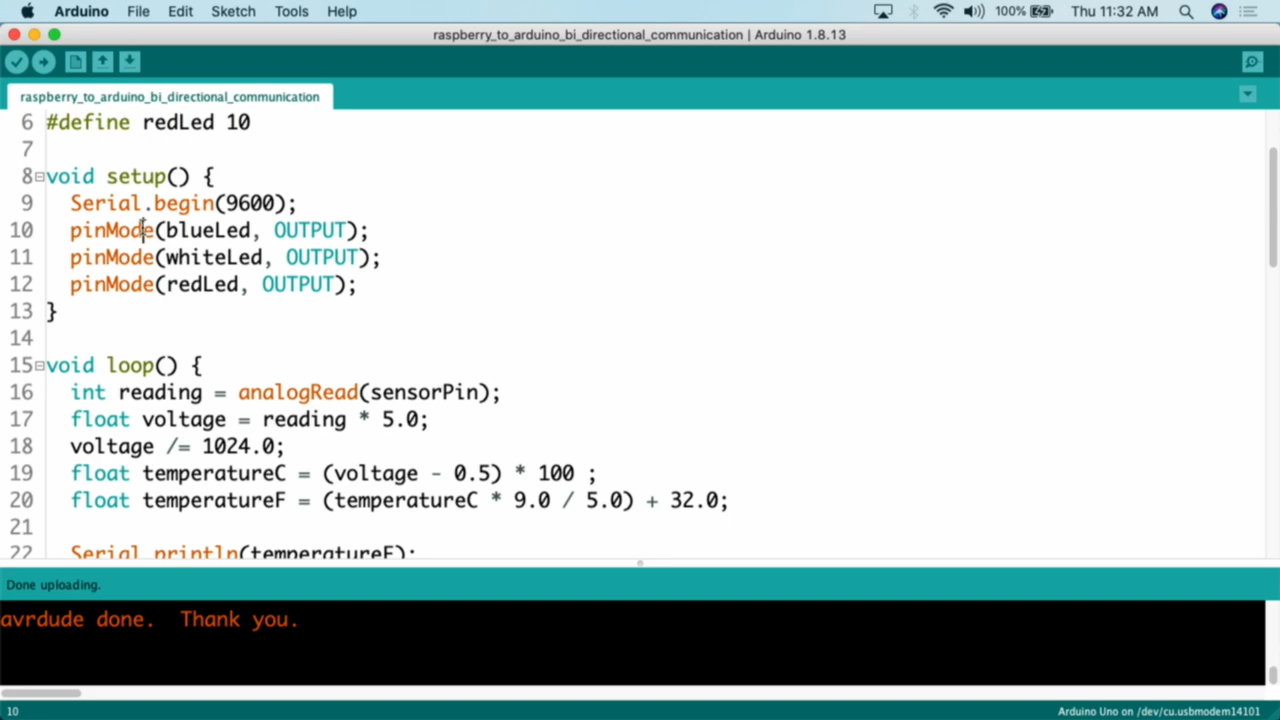 Arduino File Edit Sketch Tools Help 100% Thu 11:32 AM
raspberry_to_arduino_bi_directional_communication | Arduino 1.8.13
raspberry_to_arduino_bi_directional_communication
6 #define redLed 10
7
8 void setup() {
9 Serial.begin(9600);
10 pinMode(blueLed, OUTPUT);
11 pinMode(whiteLed, OUTPUT);
12 pinMode(redLed, OUTPUT);
13 }
14
15 void loop() {
16 int reading = analogRead(sensorPin);
17 float voltage = reading * 5.0;
18 voltage /= 1024.0;
19 float temperatureC = (voltage - 0.5) * 100 ;
20 float temperatureF = (temperatureC * 9.0 / 5.0) + 32.0;
21
22 Serial.println(temperatureF);
Done uploading.
avrdude done. Thank you.
10 Arduino Uno on /dev/cu.usbmodem14101